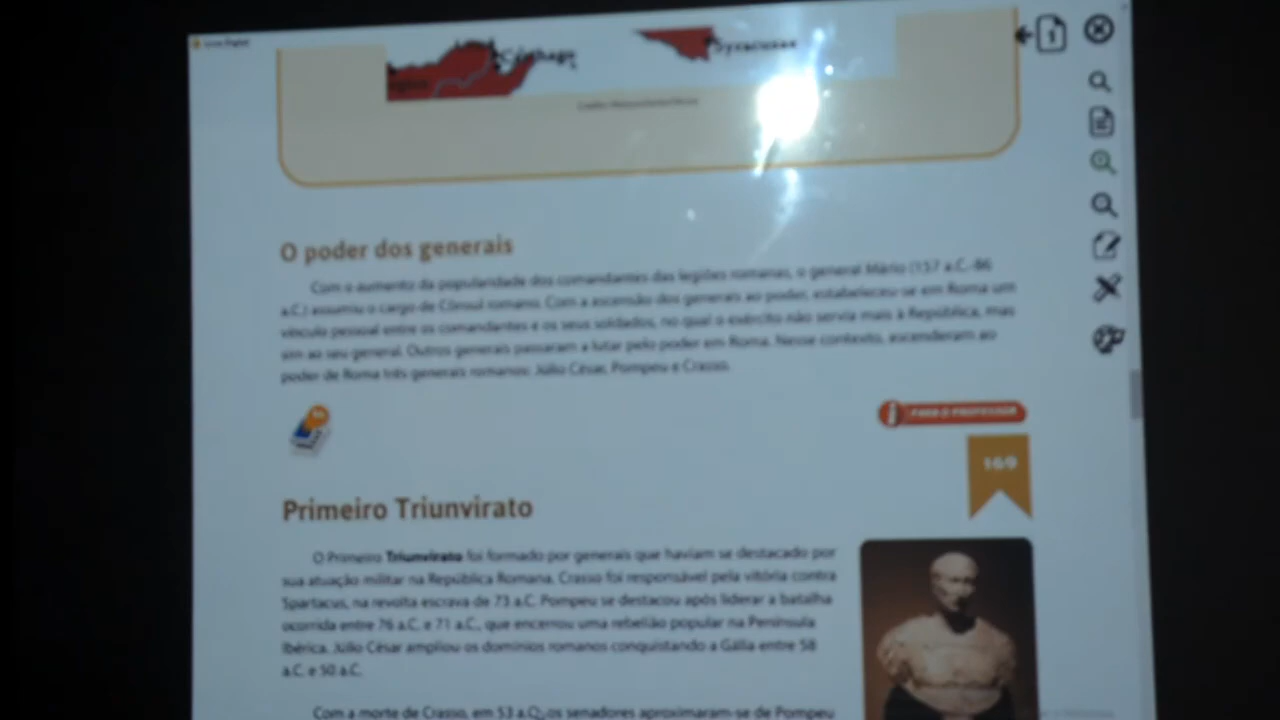 Carthago
Syracusae
1
O poder dos generais
Com o aumento da popularidade dos comandantes das legiões romanas, o general Mário (157 a.C.-86
a.C.) assumiu o cargo de Cônsul romano. Com a ascensão dos generais ao poder, estabeleceu-se em Roma um
vínculo pessoal entre os comandantes e os seus soldados, no qual o exército não servia mais à República, mas
sim ao seu general. Outros generais passaram a lutar pelo poder em Roma. Nesse contexto, ascenderam ao
poder de Roma três generais romanos: Júlio César, Pompeu e Crasso.
PARA O PROFESSOR
169
Primeiro Triunvirato
O Primeiro Triunvirato foi formado por generais que haviam se destacado por
sua atuação militar na República Romana. Crasso foi responsável pela vitória contra
Spartacus, na revolta escrava de 73 a.C. Pompeu se destacou após liderar a batalha
ocorrida entre 76 a.C. e 71 a.C., que encerrou uma rebelião popular na Península
Ibérica. Júlio César ampliou os domínios romanos conquistando a Gália entre 58
a.C. e 50 a.C.
Com a morte de Crasso, em 53 a.C., os senadores aproximaram-se de Pompeu